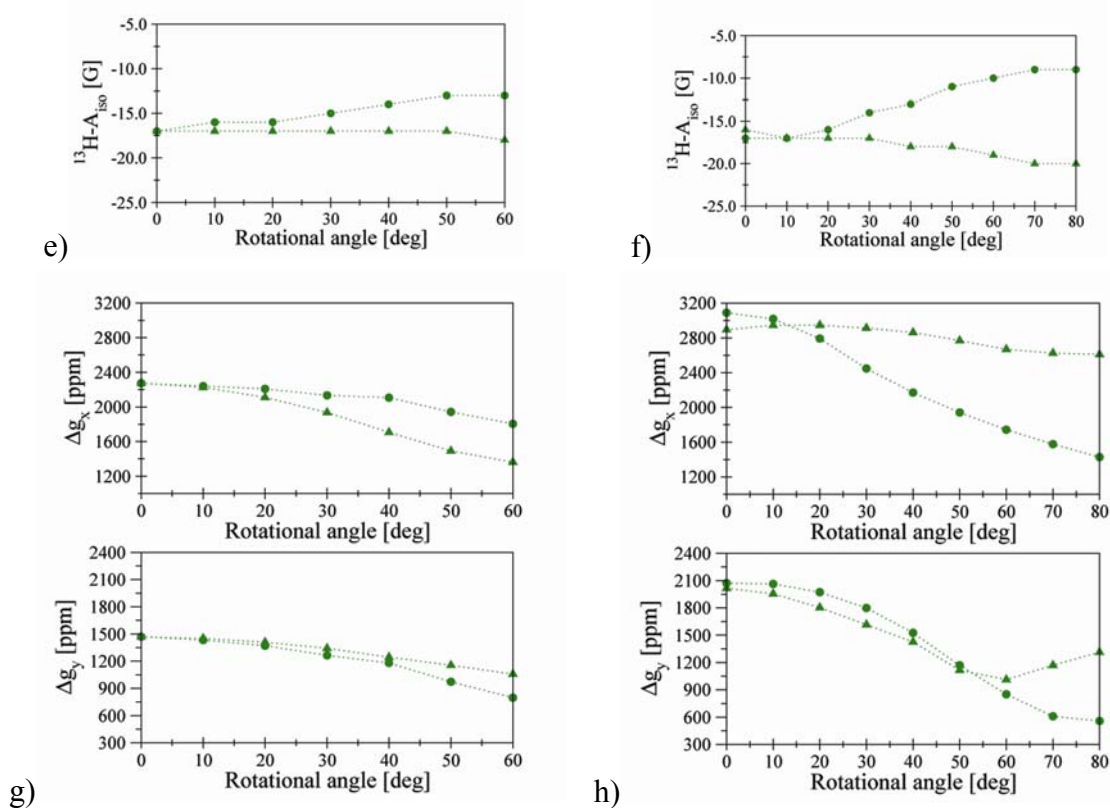 -5.0
-10.0
-15.0
-20.0
-25.0
¹³H-A_iso [G]
0 10 20 30 40 50 60
Rotational angle [deg]
e)
-5.0
-10.0
-15.0
-20.0
-25.0
¹³H-A_iso [G]
0 10 20 30 40 50 60 70 80
Rotational angle [deg]
f)
3200
2800
2400
2000
1600
1200
Δg_x [ppm]
0 10 20 30 40 50 60
Rotational angle [deg]
2400
2100
1800
1500
1200
900
600
300
Δg_y [ppm]
0 10 20 30 40 50 60
Rotational angle [deg]
g)
3200
2800
2400
2000
1600
1200
Δg_x [ppm]
0 10 20 30 40 50 60 70 80
Rotational angle [deg]
2400
2100
1800
1500
1200
900
600
300
Δg_y [ppm]
0 10 20 30 40 50 60 70 80
Rotational angle [deg]
h)